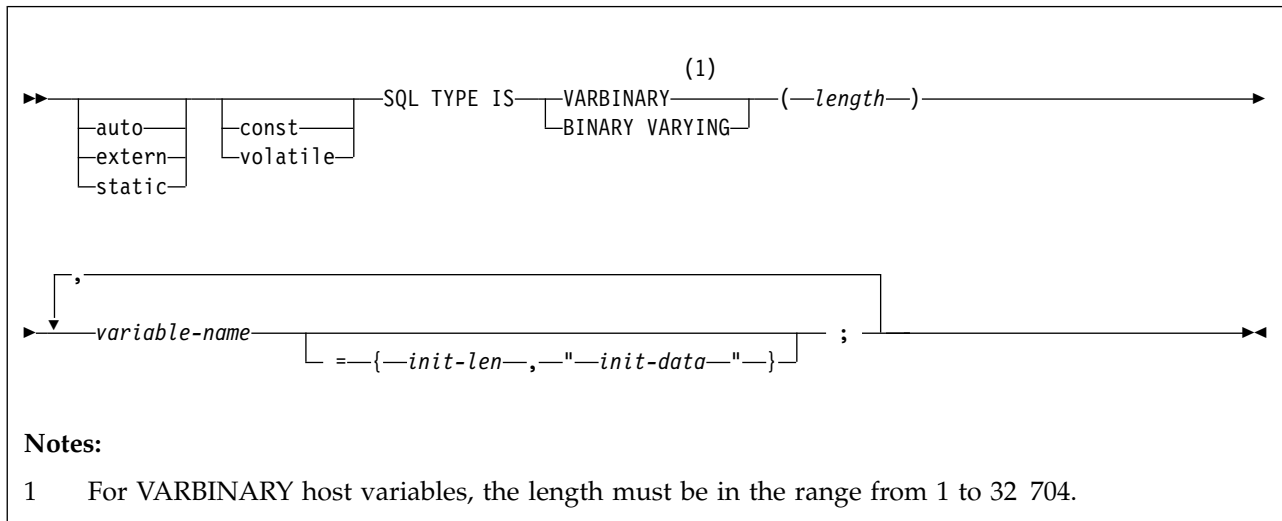 (1)
SQL TYPE IS VARBINARY ( length )
auto const BINARY VARYING
extern volatile
static
,
variable-name ;
= { init-len , " init-data " }
Notes:
1 For VARBINARY host variables, the length must be in the range from 1 to 32 704.